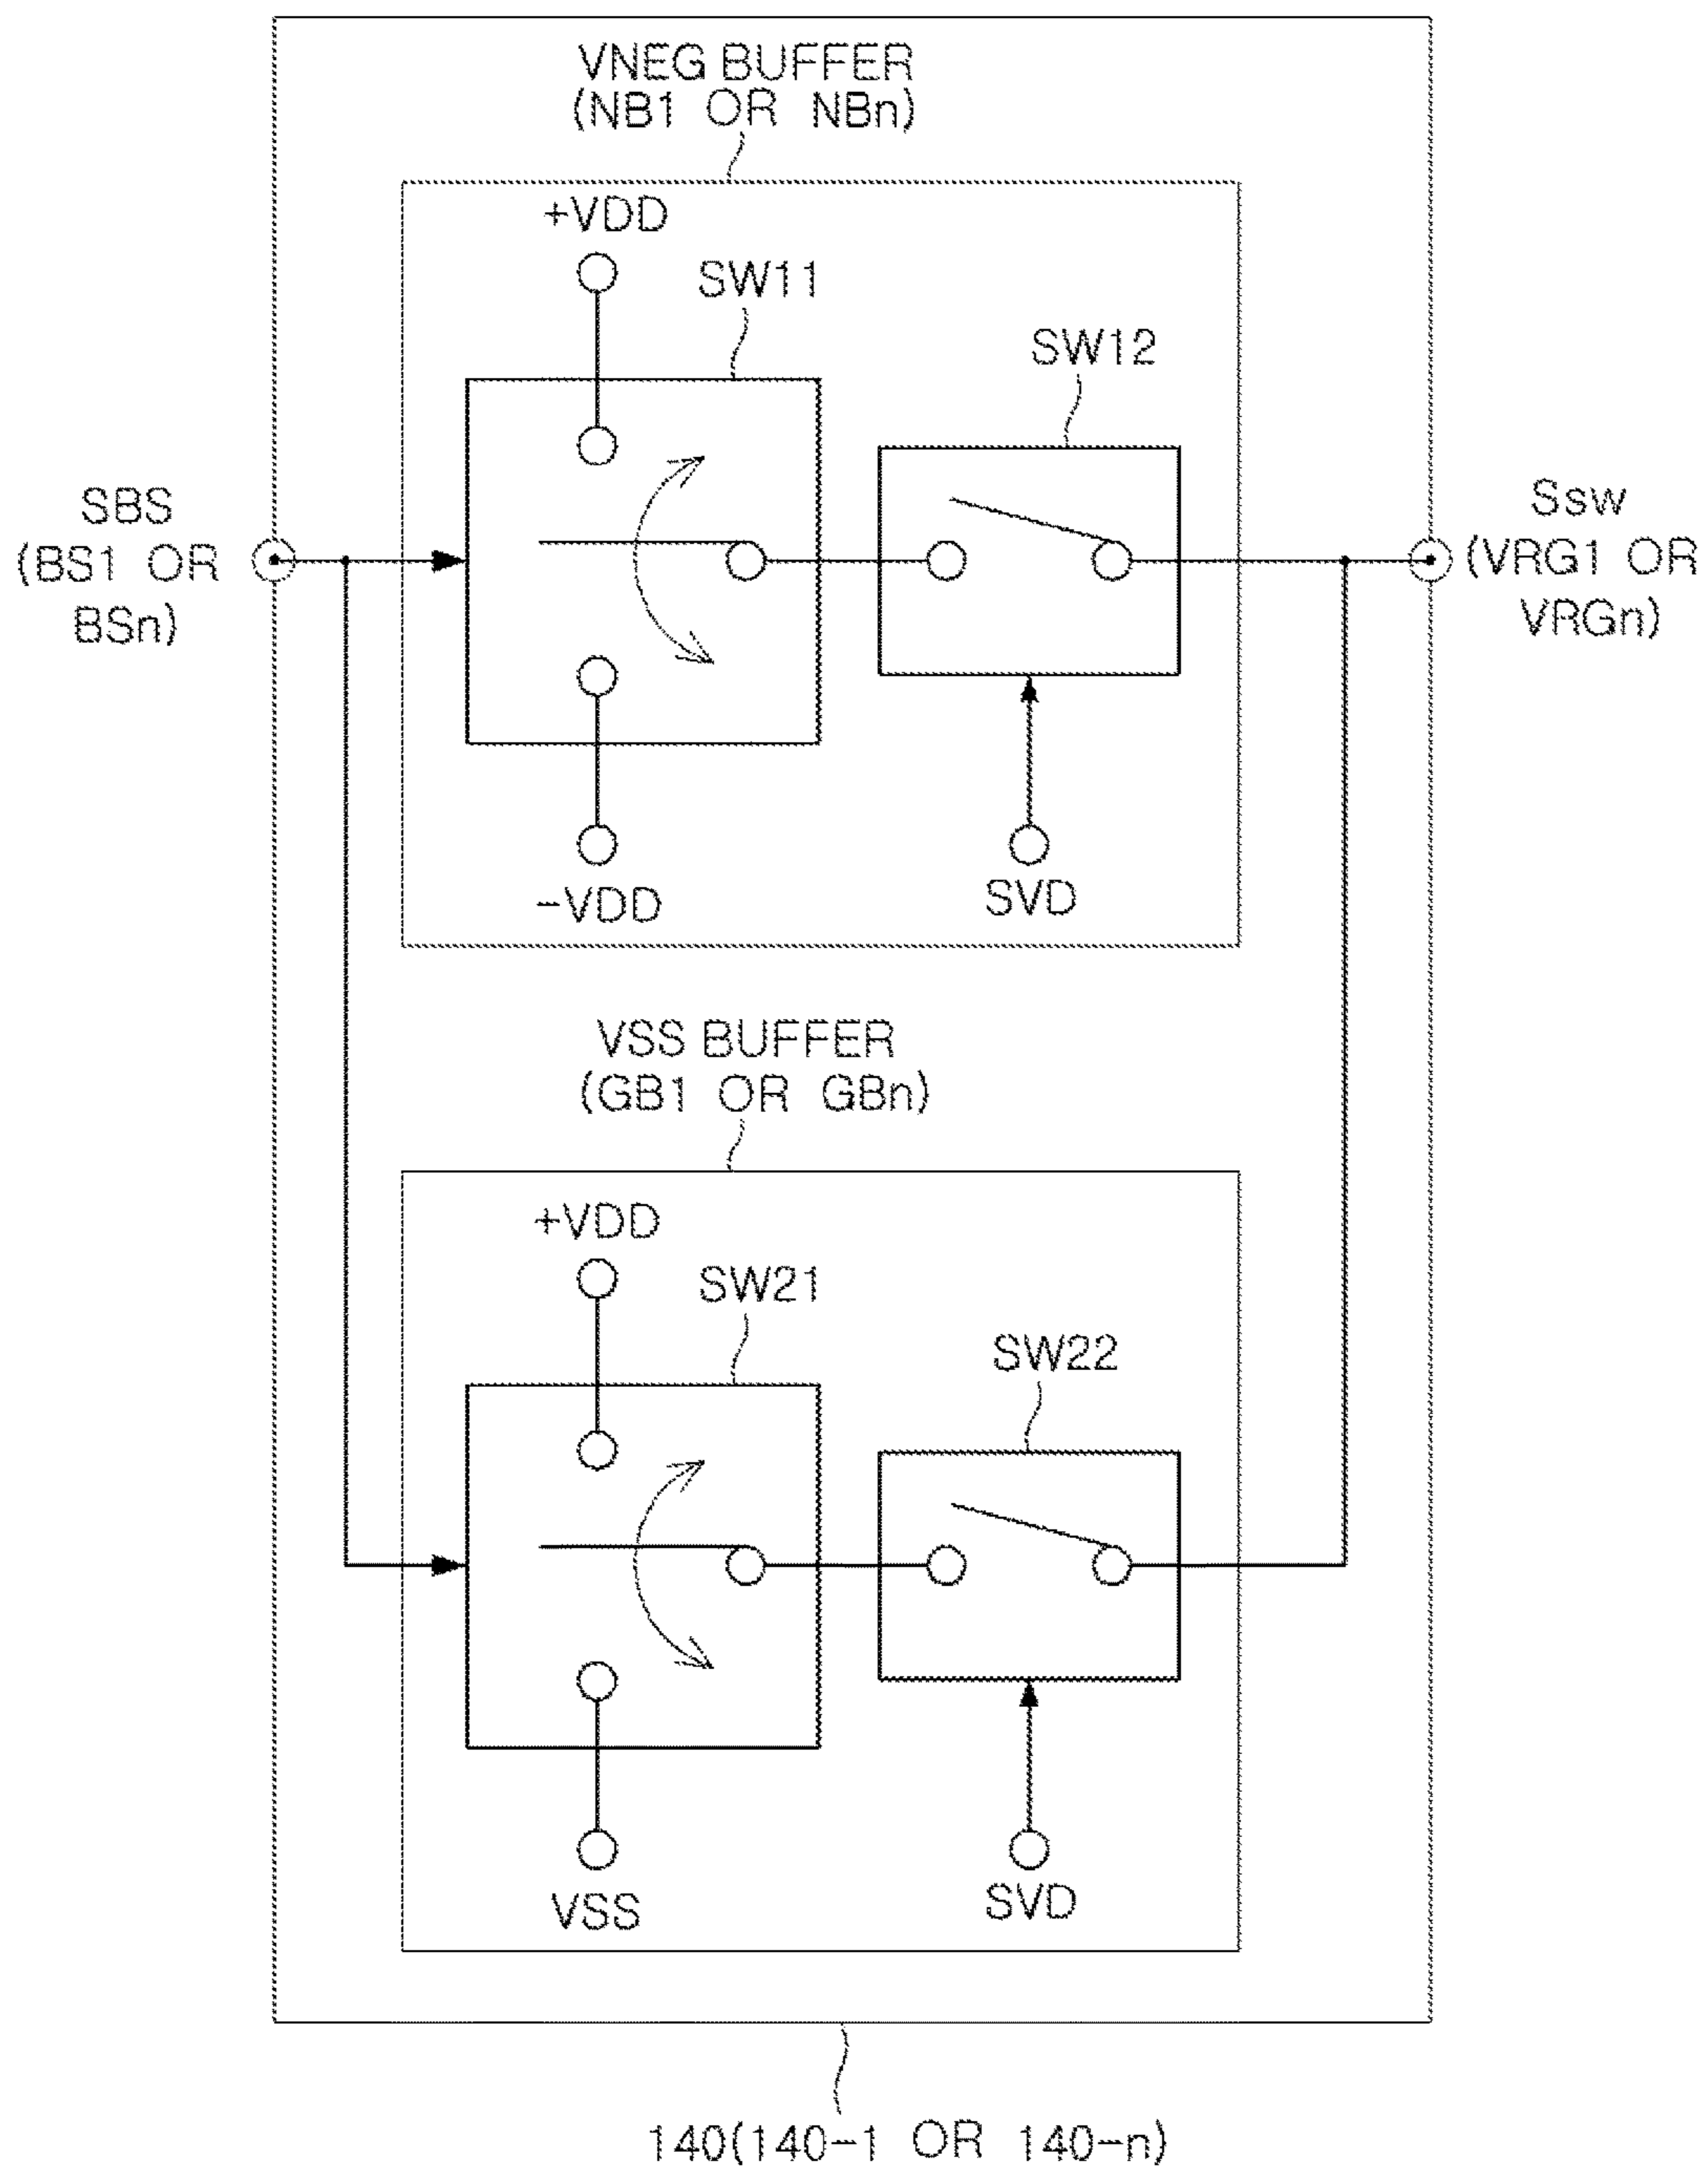 VNEG BUFFER
(NB1 OR NBn)
+VDD
SW11
SW12
SBS
(BS1 OR
BSn)
Ssw
(VRG1 OR
VRGn)
-VDD
SVD
VSS BUFFER
(GB1 OR GBn)
+VDD
SW21
SW22
VSS
SVD
140(140-1 OR 140-n)